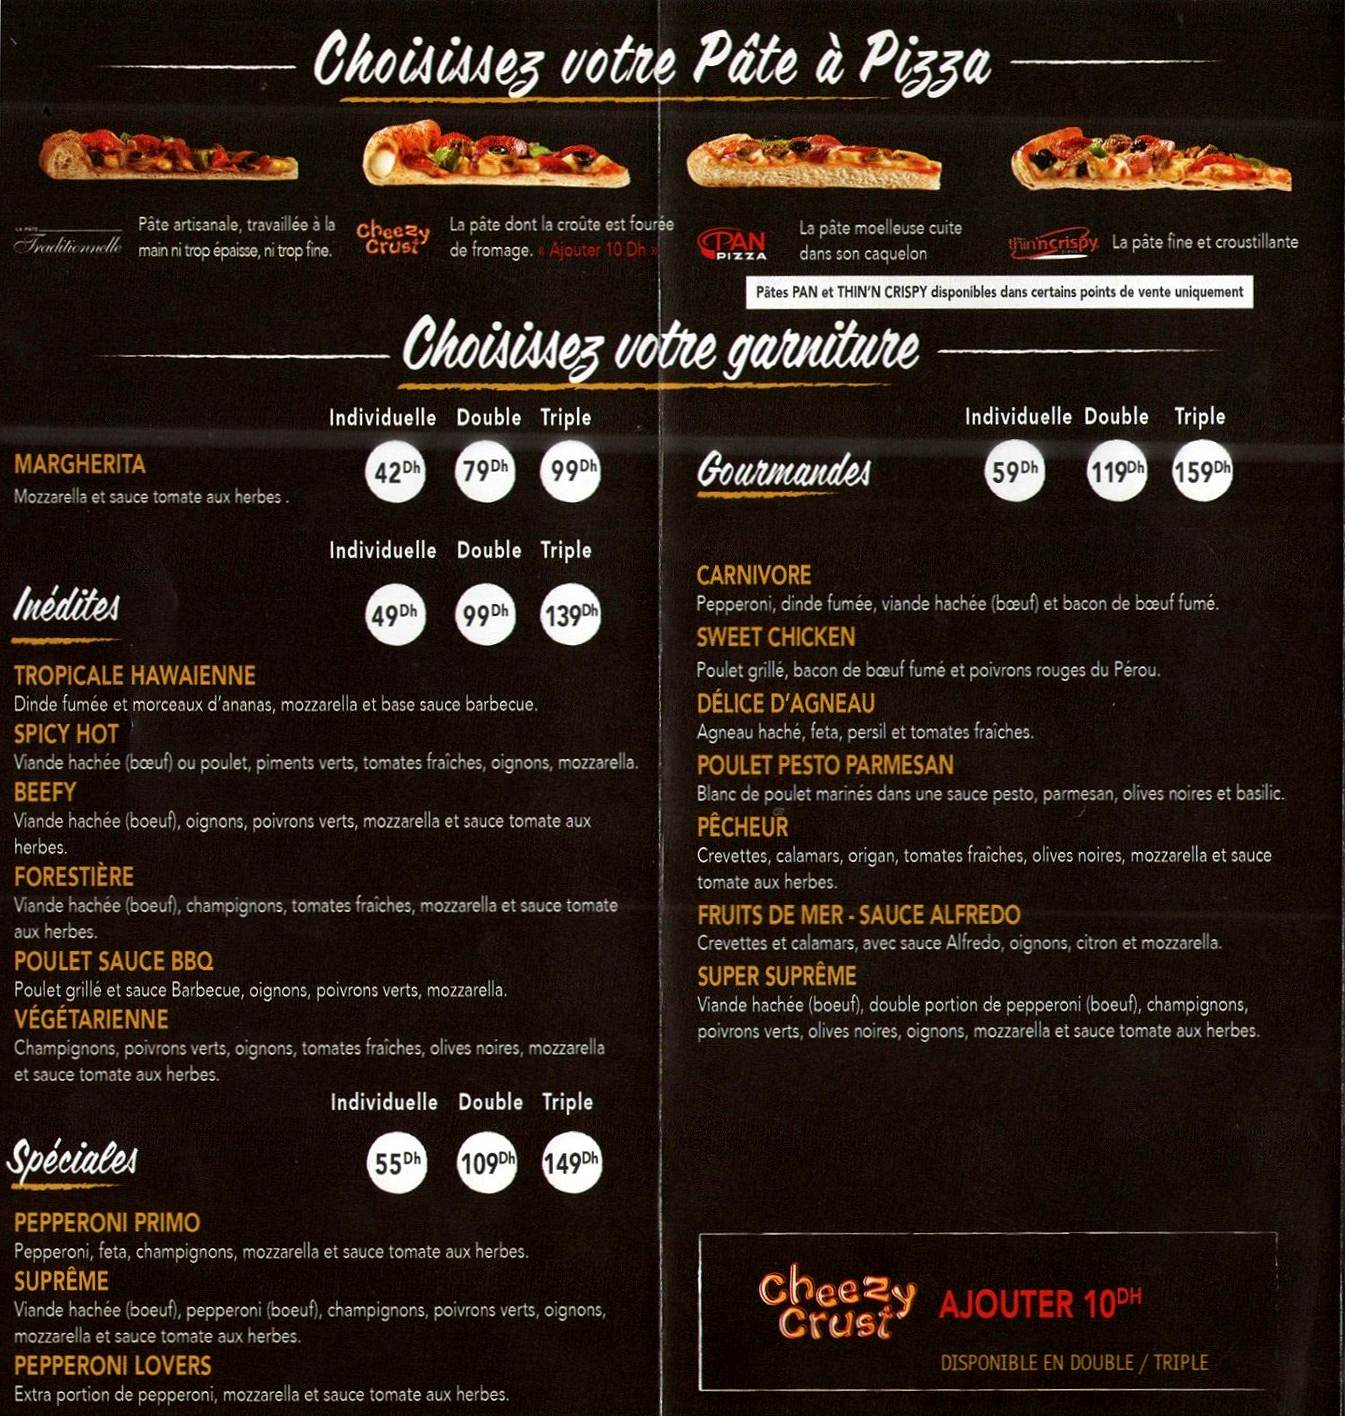 Choisissez votre Pâte à Pizza
LA PÂTE
Traditionnelle
Pâte artisanale, travaillée à la
main ni trop épaisse, ni trop fine.
Cheezy
Crust
La pâte dont la croûte est fourée
de fromage. « Ajouter 10 Dh »
PAN
PIZZA
La pâte moelleuse cuite
dans son caquelon
thin'ncrispy
La pâte fine et croustillante
Pâtes PAN et THIN'N CRISPY disponibles dans certains points de vente uniquement
Choisissez votre garniture
Individuelle Double Triple
MARGHERITA
42Dh 79Dh 99Dh
Mozzarella et sauce tomate aux herbes .
Individuelle Double Triple
Inédites
49Dh 99Dh 139Dh
TROPICALE HAWAIENNE
Dinde fumée et morceaux d'ananas, mozzarella et base sauce barbecue.
SPICY HOT
Viande hachée (bœuf) ou poulet, piments verts, tomates fraîches, oignons, mozzarella.
BEEFY
Viande hachée (boeuf), oignons, poivrons verts, mozzarella et sauce tomate aux
herbes.
FORESTIÈRE
Viande hachée (boeuf), champignons, tomates fraîches, mozzarella et sauce tomate
aux herbes.
POULET SAUCE BBQ
Poulet grillé et sauce Barbecue, oignons, poivrons verts, mozzarella.
VÉGÉTARIENNE
Champignons, poivrons verts, oignons, tomates fraîches, olives noires, mozzarella
et sauce tomate aux herbes.
Individuelle Double Triple
Spéciales
55Dh 109Dh 149Dh
PEPPERONI PRIMO
Pepperoni, feta, champignons, mozzarella et sauce tomate aux herbes.
SUPRÊME
Viande hachée (boeuf), pepperoni (boeuf), champignons, poivrons verts, oignons,
mozzarella et sauce tomate aux herbes.
PEPPERONI LOVERS
Extra portion de pepperoni, mozzarella et sauce tomate aux herbes.
Individuelle Double Triple
Gourmandes
59Dh 119Dh 159Dh
CARNIVORE
Pepperoni, dinde fumée, viande hachée (bœuf) et bacon de bœuf fumé.
SWEET CHICKEN
Poulet grillé, bacon de bœuf fumé et poivrons rouges du Pérou.
DÉLICE D'AGNEAU
Agneau haché, feta, persil et tomates fraîches.
POULET PESTO PARMESAN
Blanc de poulet marinés dans une sauce pesto, parmesan, olives noires et basilic.
PÊCHEUR
Crevettes, calamars, origan, tomates fraîches, olives noires, mozzarella et sauce
tomate aux herbes.
FRUITS DE MER - SAUCE ALFREDO
Crevettes et calamars, avec sauce Alfredo, oignons, citron et mozzarella.
SUPER SUPRÊME
Viande hachée (boeuf), double portion de pepperoni (boeuf), champignons,
poivrons verts, olives noires, oignons, mozzarella et sauce tomate aux herbes.
Cheezy
Crust
AJOUTER 10DH
DISPONIBLE EN DOUBLE / TRIPLE